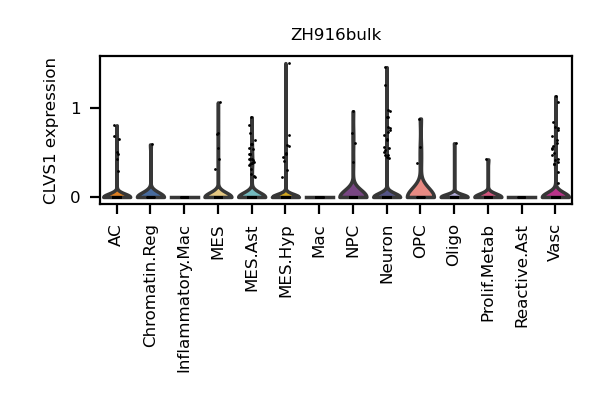 ZH916bulk
CLVS1 expression
1
0
AC
Chromatin.Reg
Inflammatory.Mac
MES
MES.Ast
MES.Hyp
Mac
NPC
Neuron
OPC
Oligo
Prolif.Metab
Reactive.Ast
Vasc